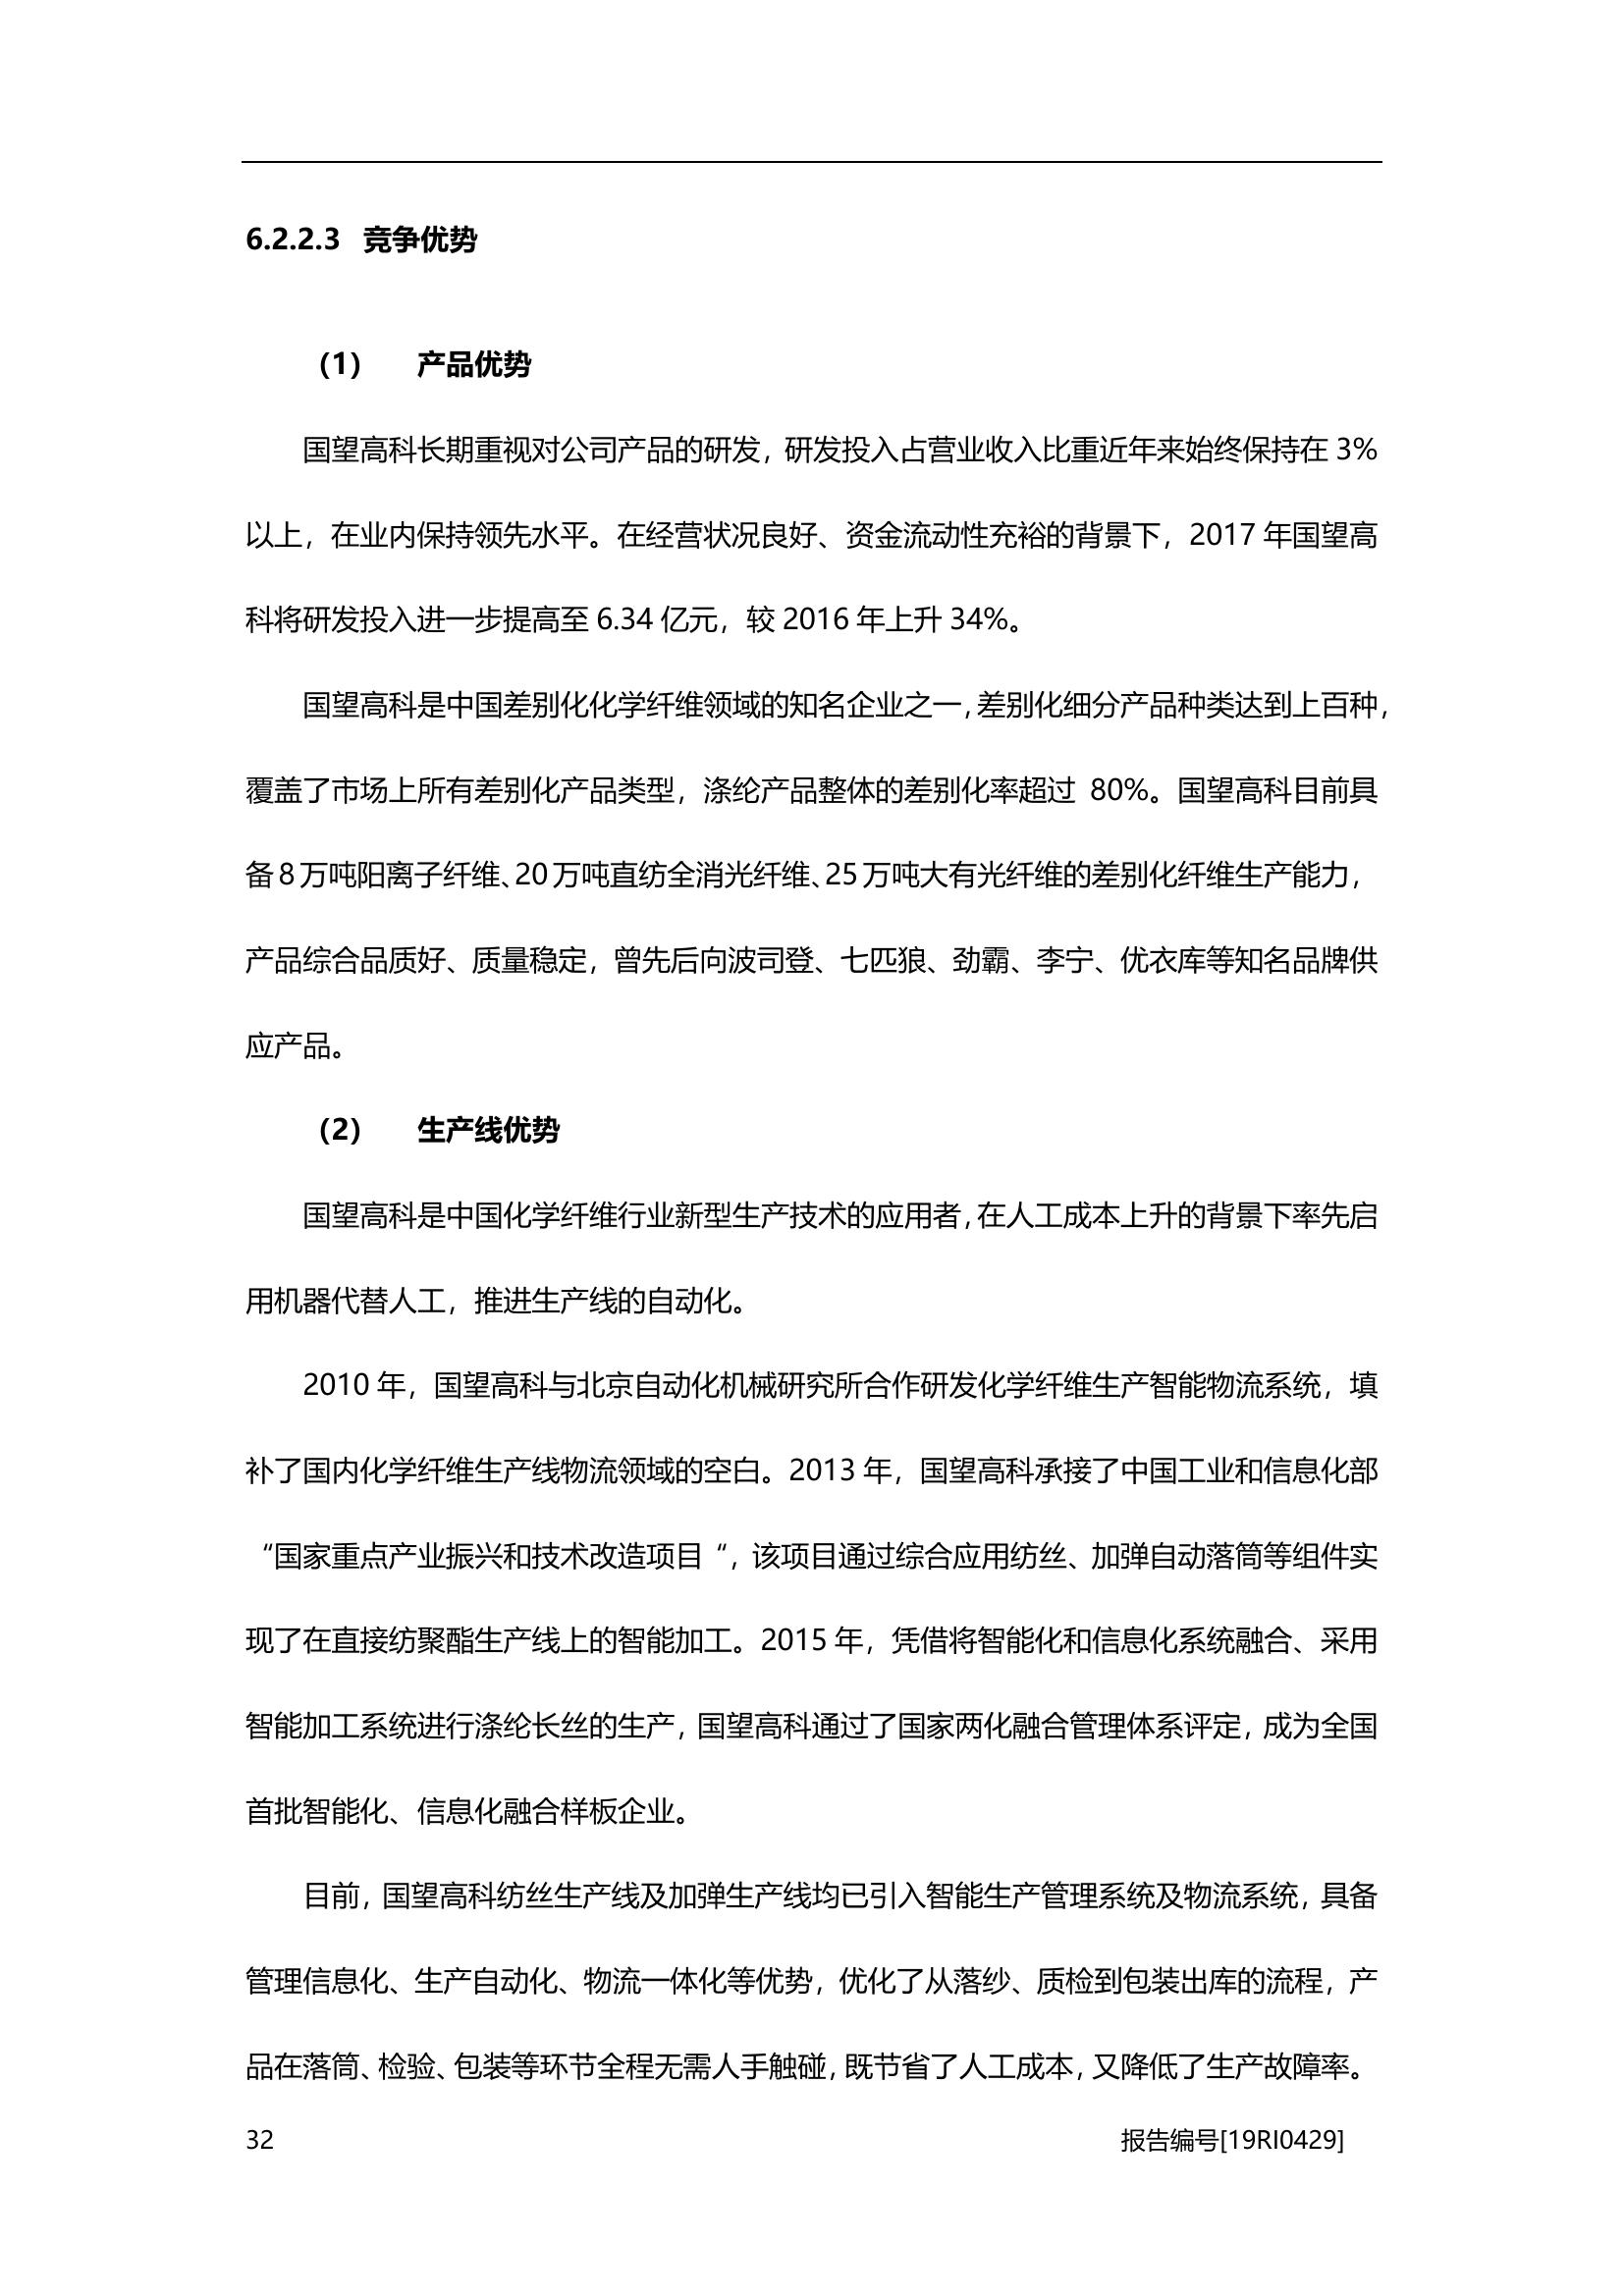 6.2.2.3 竞争优势
（1） 产品优势
国望高科长期重视对公司产品的研发，研发投入占营业收入比重近年来始终保持在 3%
以上，在业内保持领先水平。在经营状况良好、资金流动性充裕的背景下，2017 年国望高
科将研发投入进一步提高至 6.34 亿元，较 2016 年上升 34%。
国望高科是中国差别化化学纤维领域的知名企业之一，差别化细分产品种类达到上百种，
覆盖了市场上所有差别化产品类型，涤纶产品整体的差别化率超过 80%。国望高科目前具
备 8 万吨阳离子纤维、20 万吨直纺全消光纤维、25 万吨大有光纤维的差别化纤维生产能力，
产品综合品质好、质量稳定，曾先后向波司登、七匹狼、劲霸、李宁、优衣库等知名品牌供
应产品。
（2） 生产线优势
国望高科是中国化学纤维行业新型生产技术的应用者，在人工成本上升的背景下率先启
用机器代替人工，推进生产线的自动化。
2010 年，国望高科与北京自动化机械研究所合作研发化学纤维生产智能物流系统，填
补了国内化学纤维生产线物流领域的空白。2013 年，国望高科承接了中国工业和信息化部
“国家重点产业振兴和技术改造项目“，该项目通过综合应用纺丝、加弹自动落筒等组件实
现了在直接纺聚酯生产线上的智能加工。2015 年，凭借将智能化和信息化系统融合、采用
智能加工系统进行涤纶长丝的生产，国望高科通过了国家两化融合管理体系评定，成为全国
首批智能化、信息化融合样板企业。
目前，国望高科纺丝生产线及加弹生产线均已引入智能生产管理系统及物流系统，具备
管理信息化、生产自动化、物流一体化等优势，优化了从落纱、质检到包装出库的流程，产
品在落筒、检验、包装等环节全程无需人手触碰，既节省了人工成本，又降低了生产故障率。
32 报告编号[19RI0429]